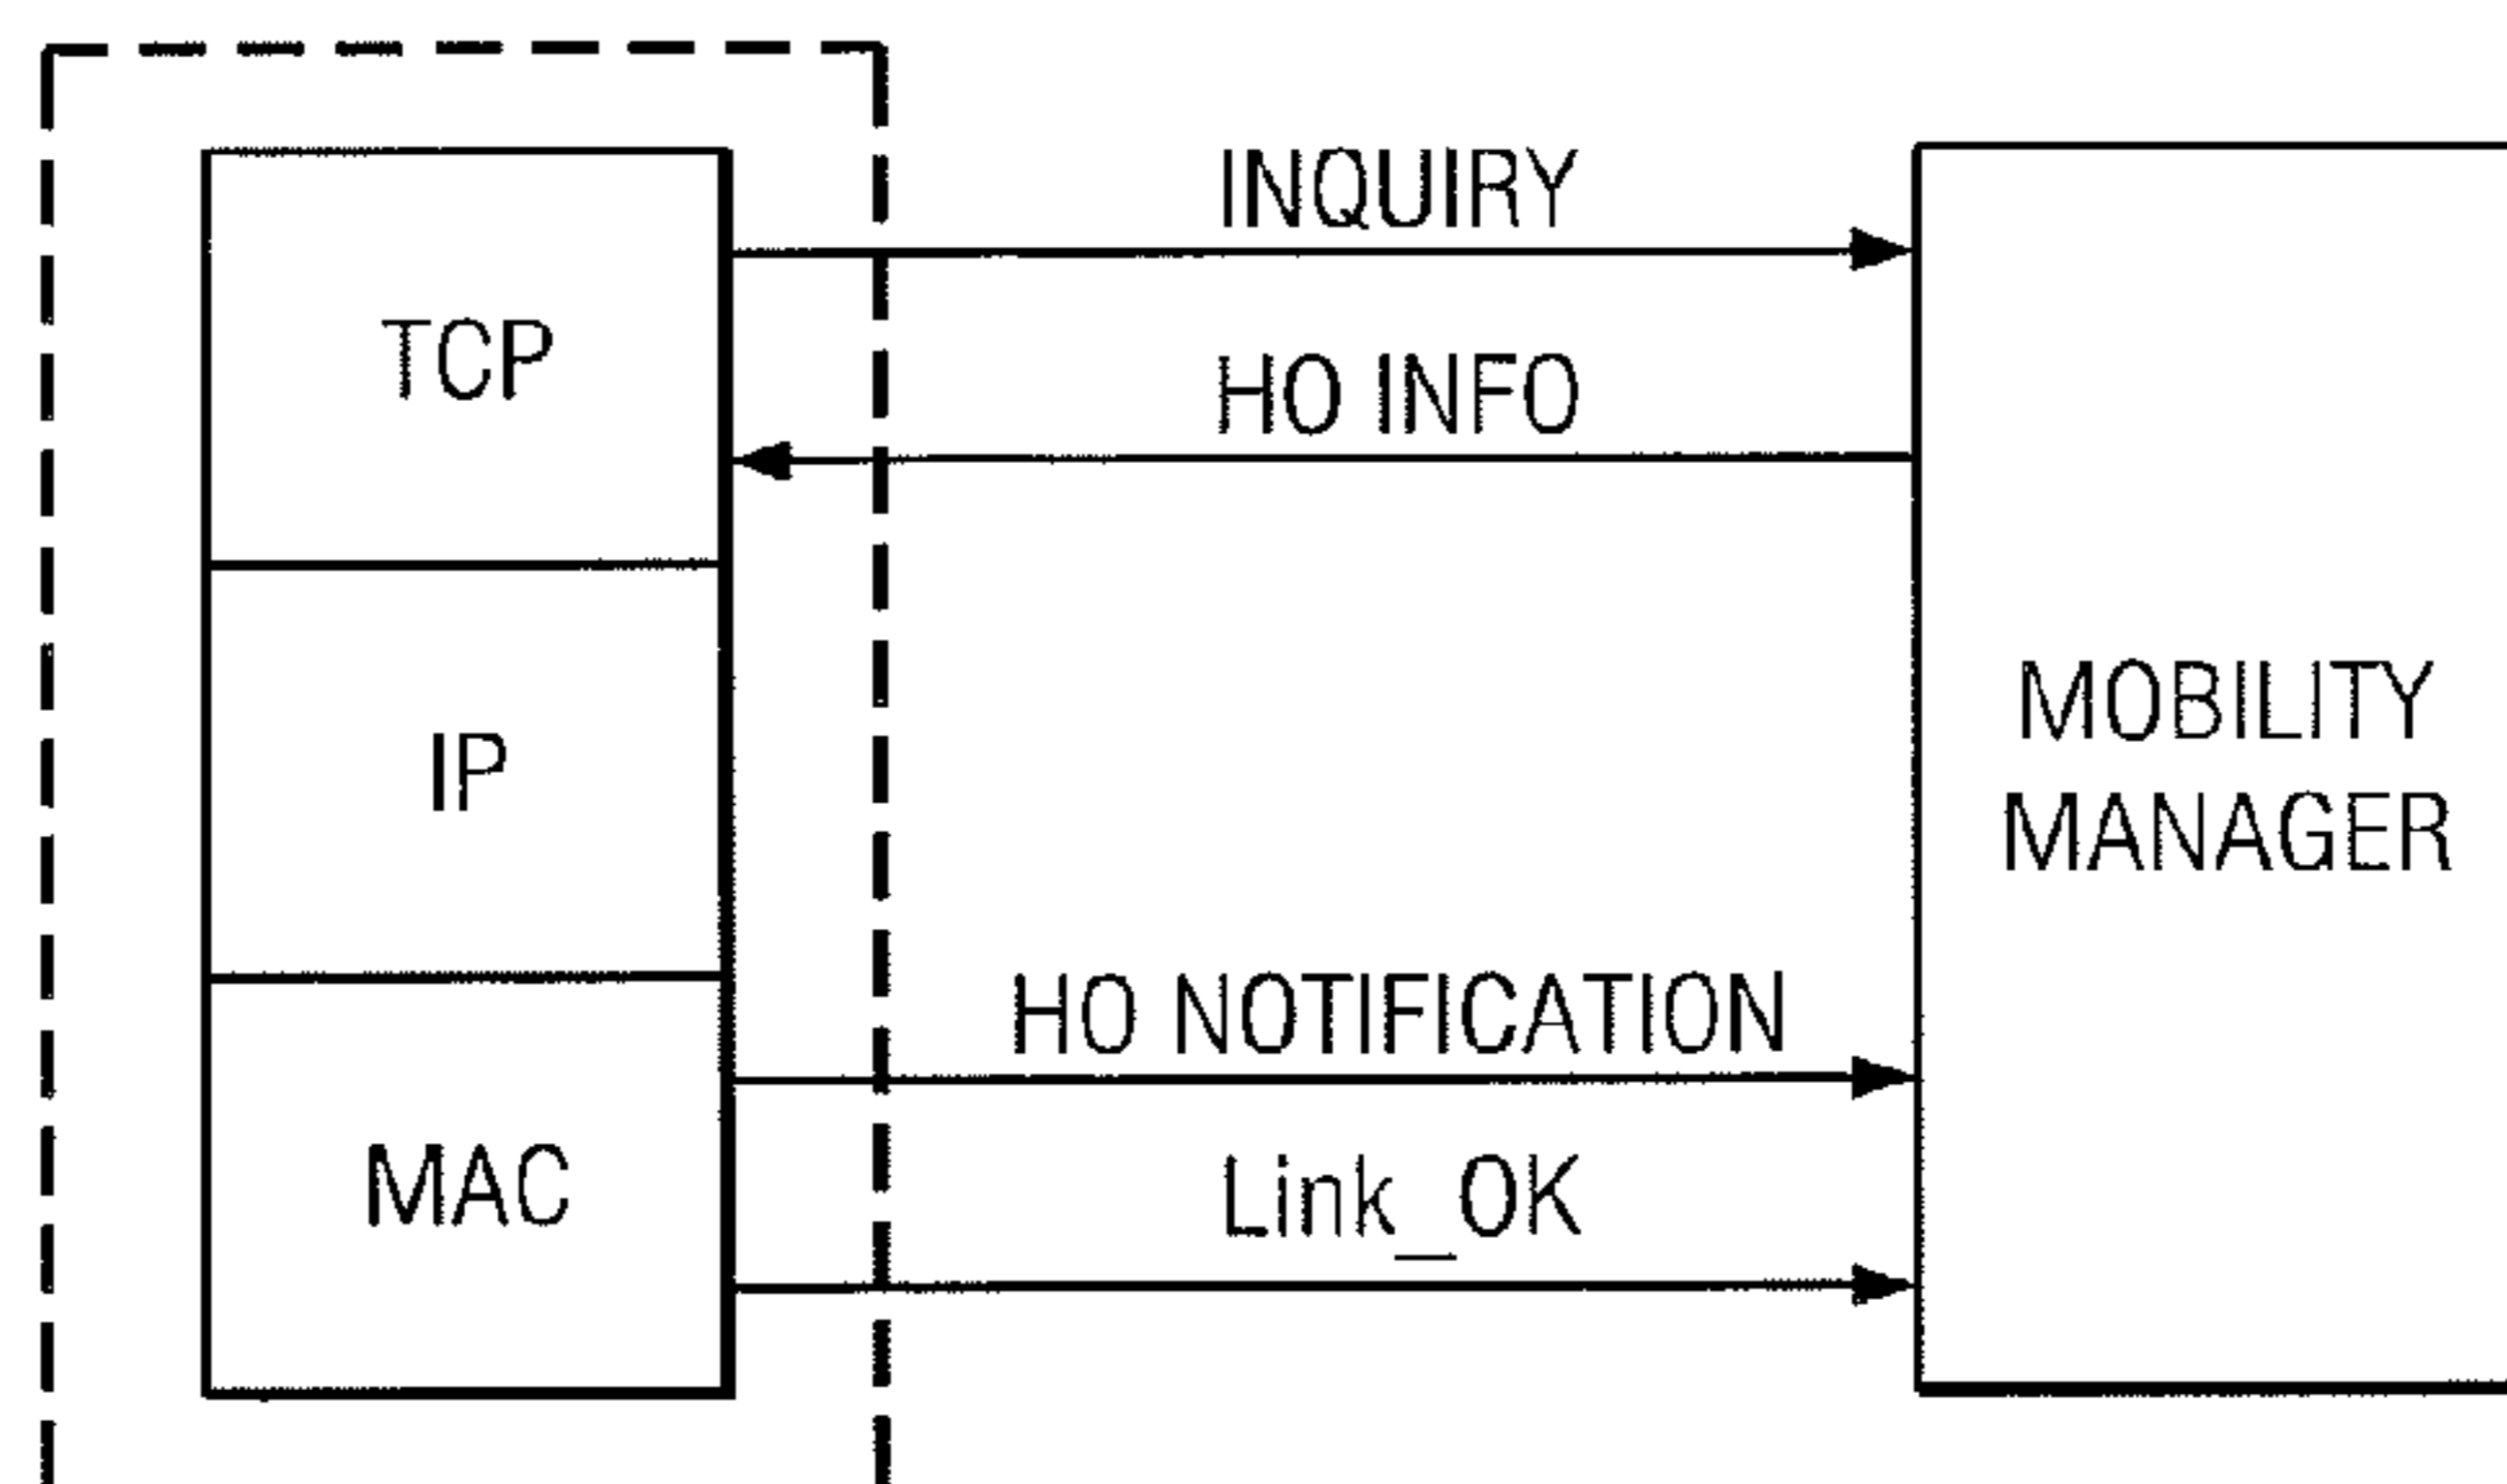 INQUIRY
TCP
HO INFO
IP
MOBILITY
MANAGER
HO NOTIFICATION
MAC
Link_OK